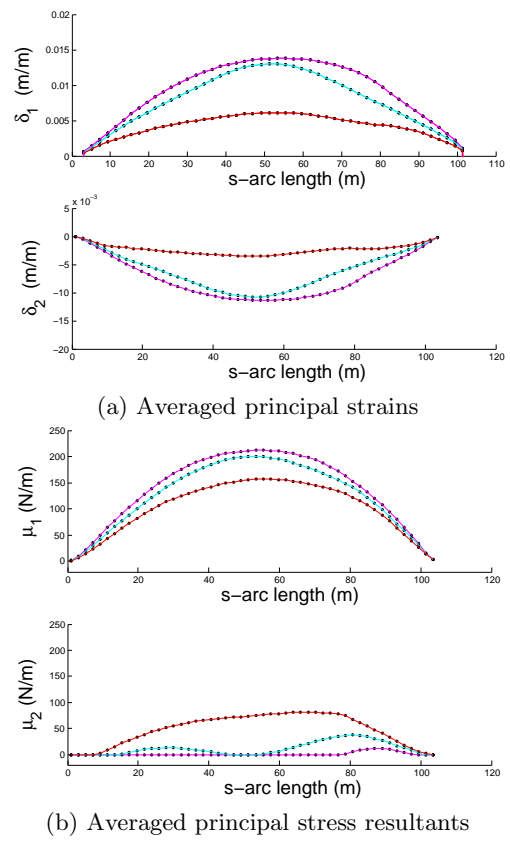 0.02
0.015
0.01
0.005
0
δ1 (m/m)
0 10 20 30 40 50 60 70 80 90 100 110
s−arc length (m)
x 10−3
5
0
−5
−10
−15
−20
δ2 (m/m)
0 20 40 60 80 100 120
s−arc length (m)
(a) Averaged principal strains
250
200
150
100
50
0
μ1 (N/m)
0 20 40 60 80 100 120
s−arc length (m)
250
200
150
100
50
0
μ2 (N/m)
0 20 40 60 80 100 120
s−arc length (m)
(b) Averaged principal stress resultants